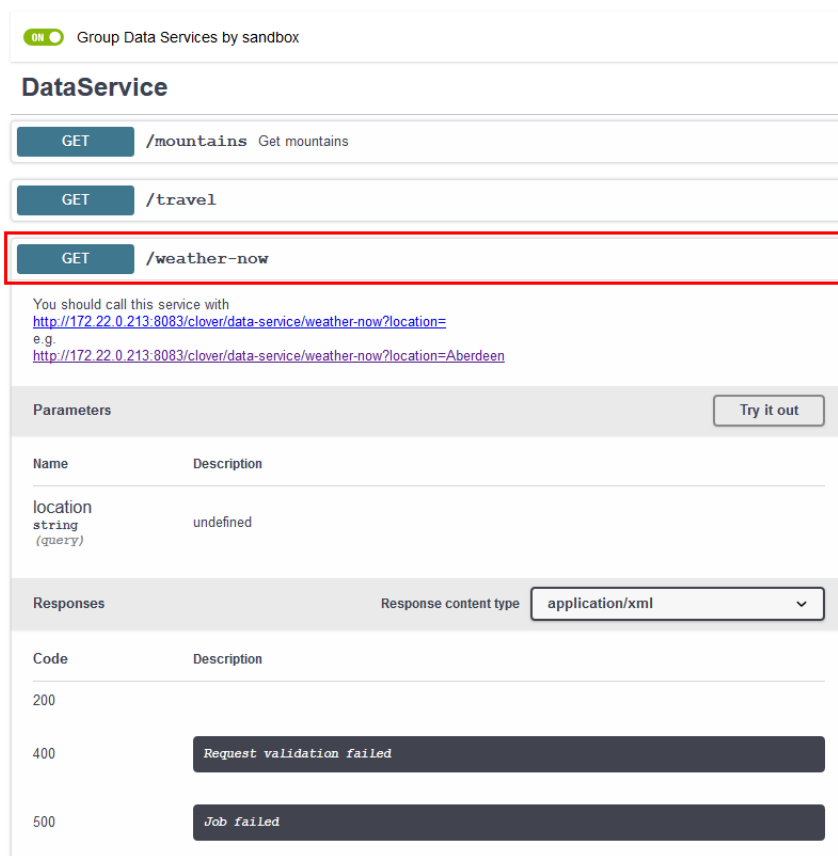 ON Group Data Services by sandbox
DataService
GET /mountains Get mountains
GET /travel
GET /weather-now
You should call this service with
http://172.22.0.213:8083/clover/data-service/weather-now?location=
e.g.
http://172.22.0.213:8083/clover/data-service/weather-now?location=Aberdeen
Parameters Try it out
Name Description
location
string undefined
(query)
Responses Response content type application/xml
Code Description
200
400 Request validation failed
500 Job failed